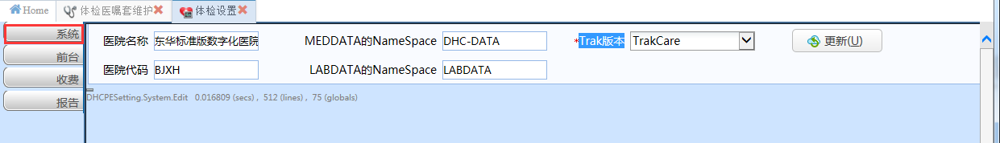 Home 体检医嘱套维护 体检设置
系统
前台
收费
报告
医院名称 东华标准版数字化医院 MEDDATA的NameSpace DHC-DATA *Trak版本 TrakCare 更新(U)
医院代码 BJXH LABDATA的NameSpace LABDATA
DHCPESetting.System.Edit 0.016809 (secs) , 512 (lines) , 75 (globals)